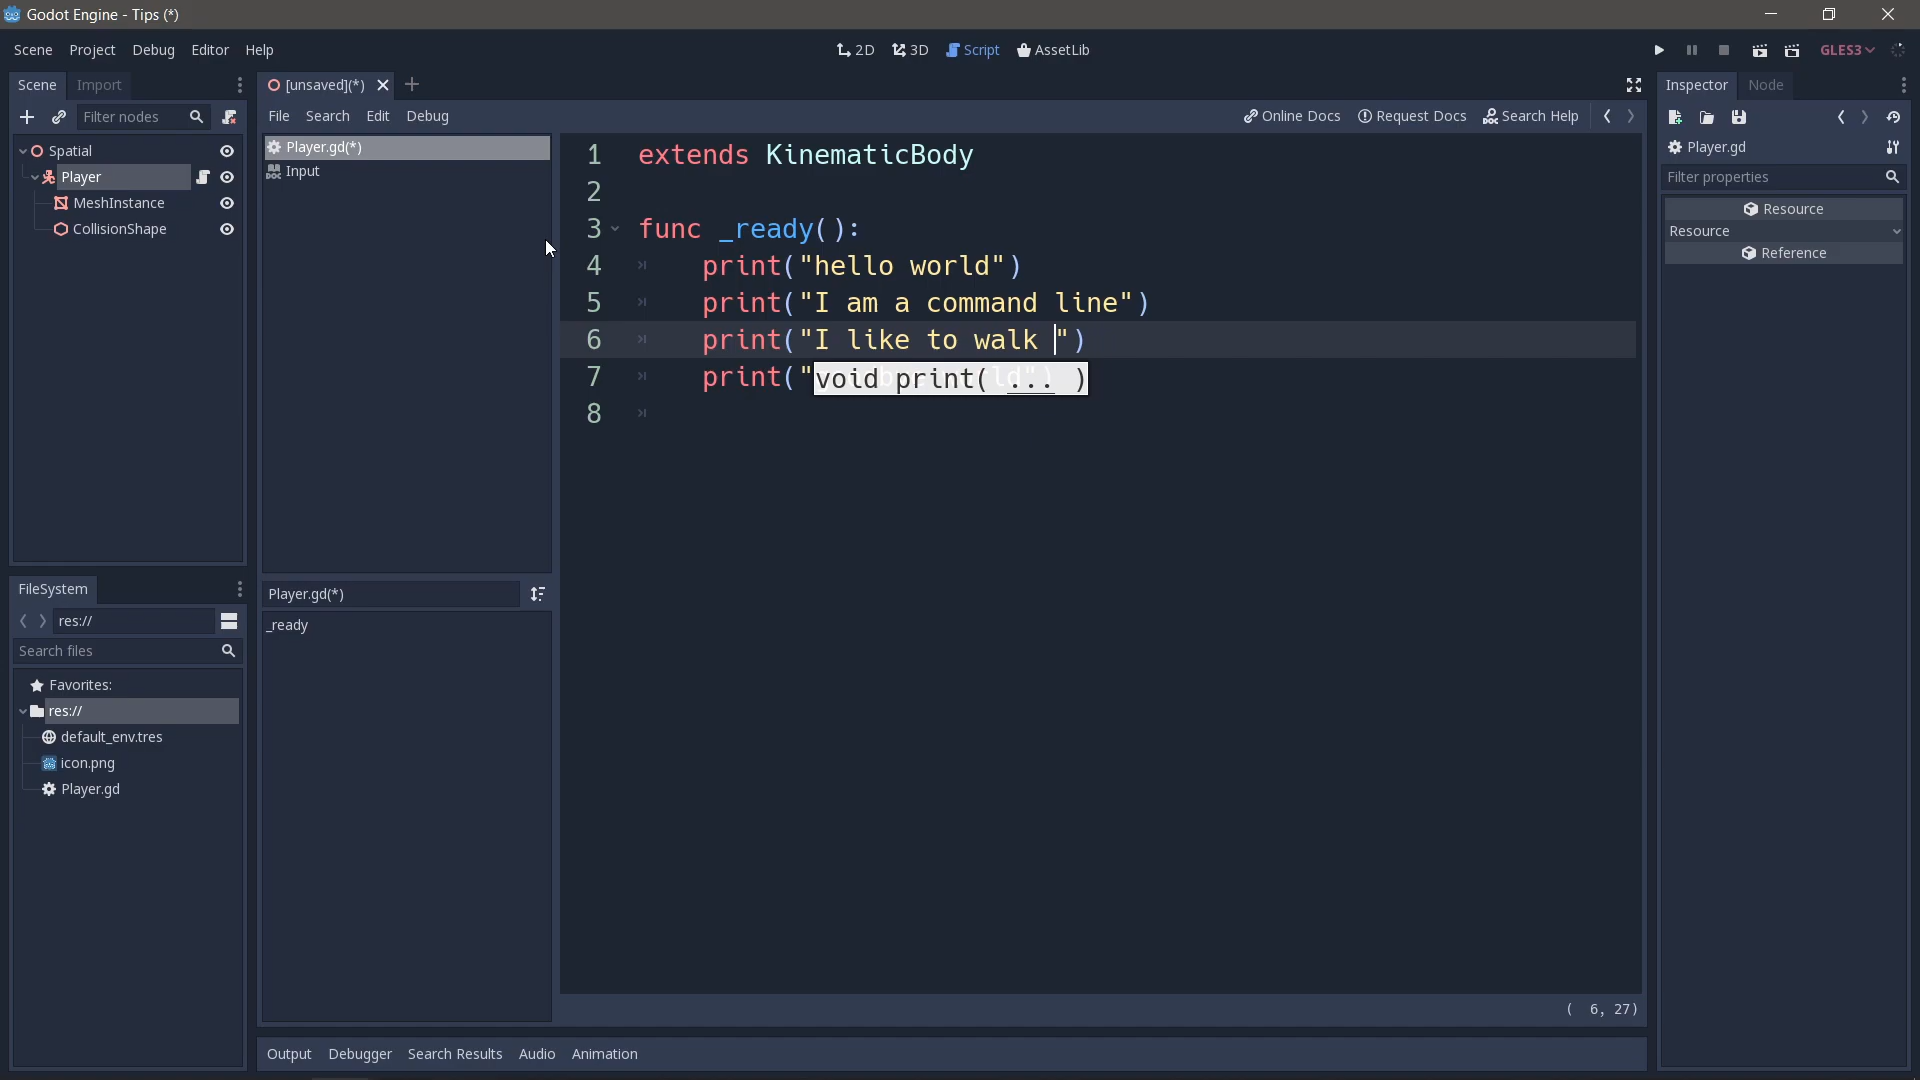 Godot Engine - Tips (*)
Scene Project Debug Editor Help
2D 3D Script AssetLib
GLES3
Scene Import
[unsaved](*)
Inspector Node
Filter nodes
File Search Edit Debug
Online Docs Request Docs Search Help
Spatial
Player
MeshInstance
CollisionShape
Player.gd(*)
Input
1 extends KinematicBody
2
3 func _ready():
4 print("hello world")
5 print("I am a command line")
6 print("I like to walk ")
7 print("
void print( ... )
8
Player.gd
Filter properties
Resource
Resource
Reference
FileSystem
res://
Search files
Favorites:
res://
default_env.tres
icon.png
Player.gd
Player.gd(*)
_ready
( 6, 27)
Output Debugger Search Results Audio Animation